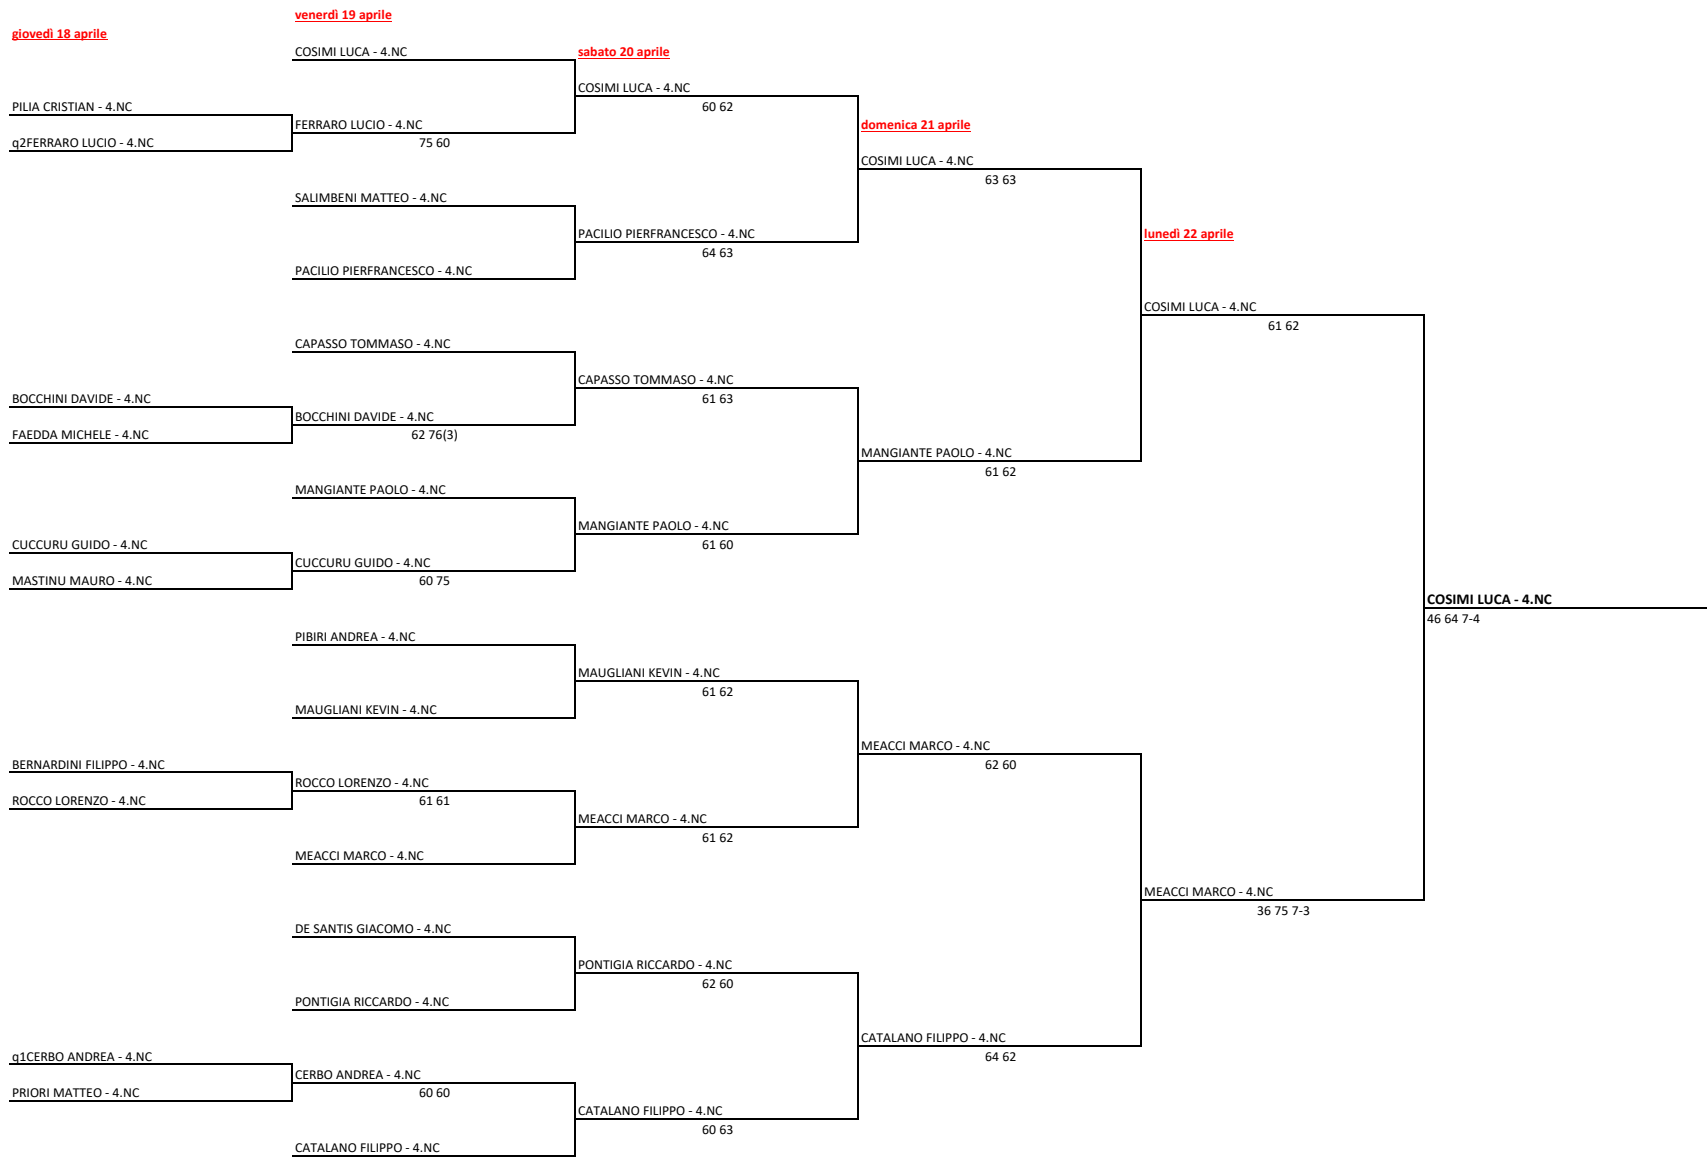 venerdì 19 aprile
giovedì 18 aprile
COSIMI LUCA - 4.NC
sabato 20 aprile
COSIMI LUCA - 4.NC
PILIA CRISTIAN - 4.NC
60 62
FERRARO LUCIO - 4.NC
domenica 21 aprile
q2FERRARO LUCIO - 4.NC
75 60
COSIMI LUCA - 4.NC
63 63
SALIMBENI MATTEO - 4.NC
PACILIO PIERFRANCESCO - 4.NC
lunedì 22 aprile
64 63
PACILIO PIERFRANCESCO - 4.NC
COSIMI LUCA - 4.NC
61 62
CAPASSO TOMMASO - 4.NC
CAPASSO TOMMASO - 4.NC
BOCCHINI DAVIDE - 4.NC
61 63
BOCCHINI DAVIDE - 4.NC
FAEDDA MICHELE - 4.NC
62 76(3)
MANGIANTE PAOLO - 4.NC
61 62
MANGIANTE PAOLO - 4.NC
MANGIANTE PAOLO - 4.NC
CUCCURU GUIDO - 4.NC
61 60
CUCCURU GUIDO - 4.NC
MASTINU MAURO - 4.NC
60 75
COSIMI LUCA - 4.NC
46 64 7-4
PIBIRI ANDREA - 4.NC
MAUGLIANI KEVIN - 4.NC
61 62
MAUGLIANI KEVIN - 4.NC
MEACCI MARCO - 4.NC
BERNARDINI FILIPPO - 4.NC
62 60
ROCCO LORENZO - 4.NC
ROCCO LORENZO - 4.NC
61 61
MEACCI MARCO - 4.NC
61 62
MEACCI MARCO - 4.NC
MEACCI MARCO - 4.NC
36 75 7-3
DE SANTIS GIACOMO - 4.NC
PONTIGIA RICCARDO - 4.NC
62 60
PONTIGIA RICCARDO - 4.NC
CATALANO FILIPPO - 4.NC
q1CERBO ANDREA - 4.NC
64 62
CERBO ANDREA - 4.NC
PRIORI MATTEO - 4.NC
60 60
CATALANO FILIPPO - 4.NC
60 63
CATALANO FILIPPO - 4.NC